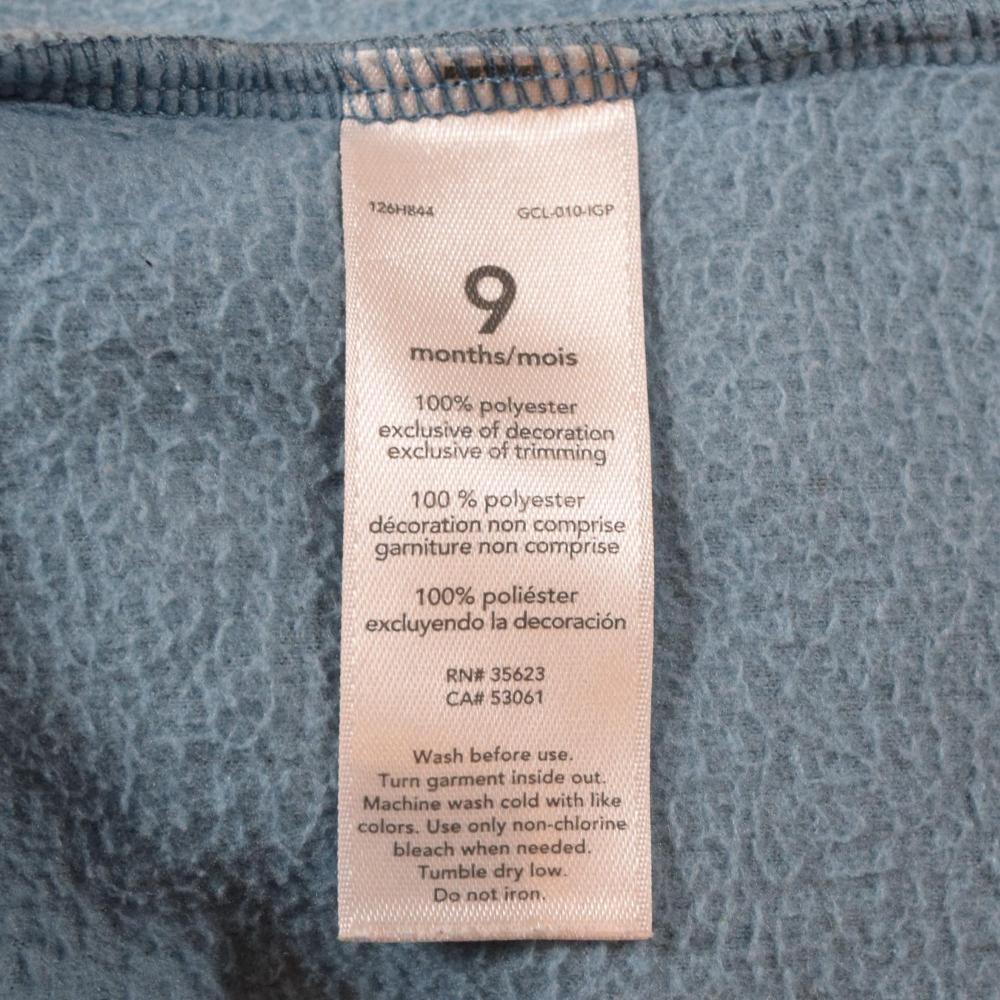 126H844 GCL-010-IGP
9
months/mois
100% polyester
exclusive of decoration
exclusive of trimming
100 % polyester
décoration non comprise
garniture non comprise
100% poliéster
excluyendo la decoración
RN# 35623
CA# 53061
Wash before use.
Turn garment inside out.
Machine wash cold with like
colors. Use only non-chlorine
bleach when needed.
Tumble dry low.
Do not iron.